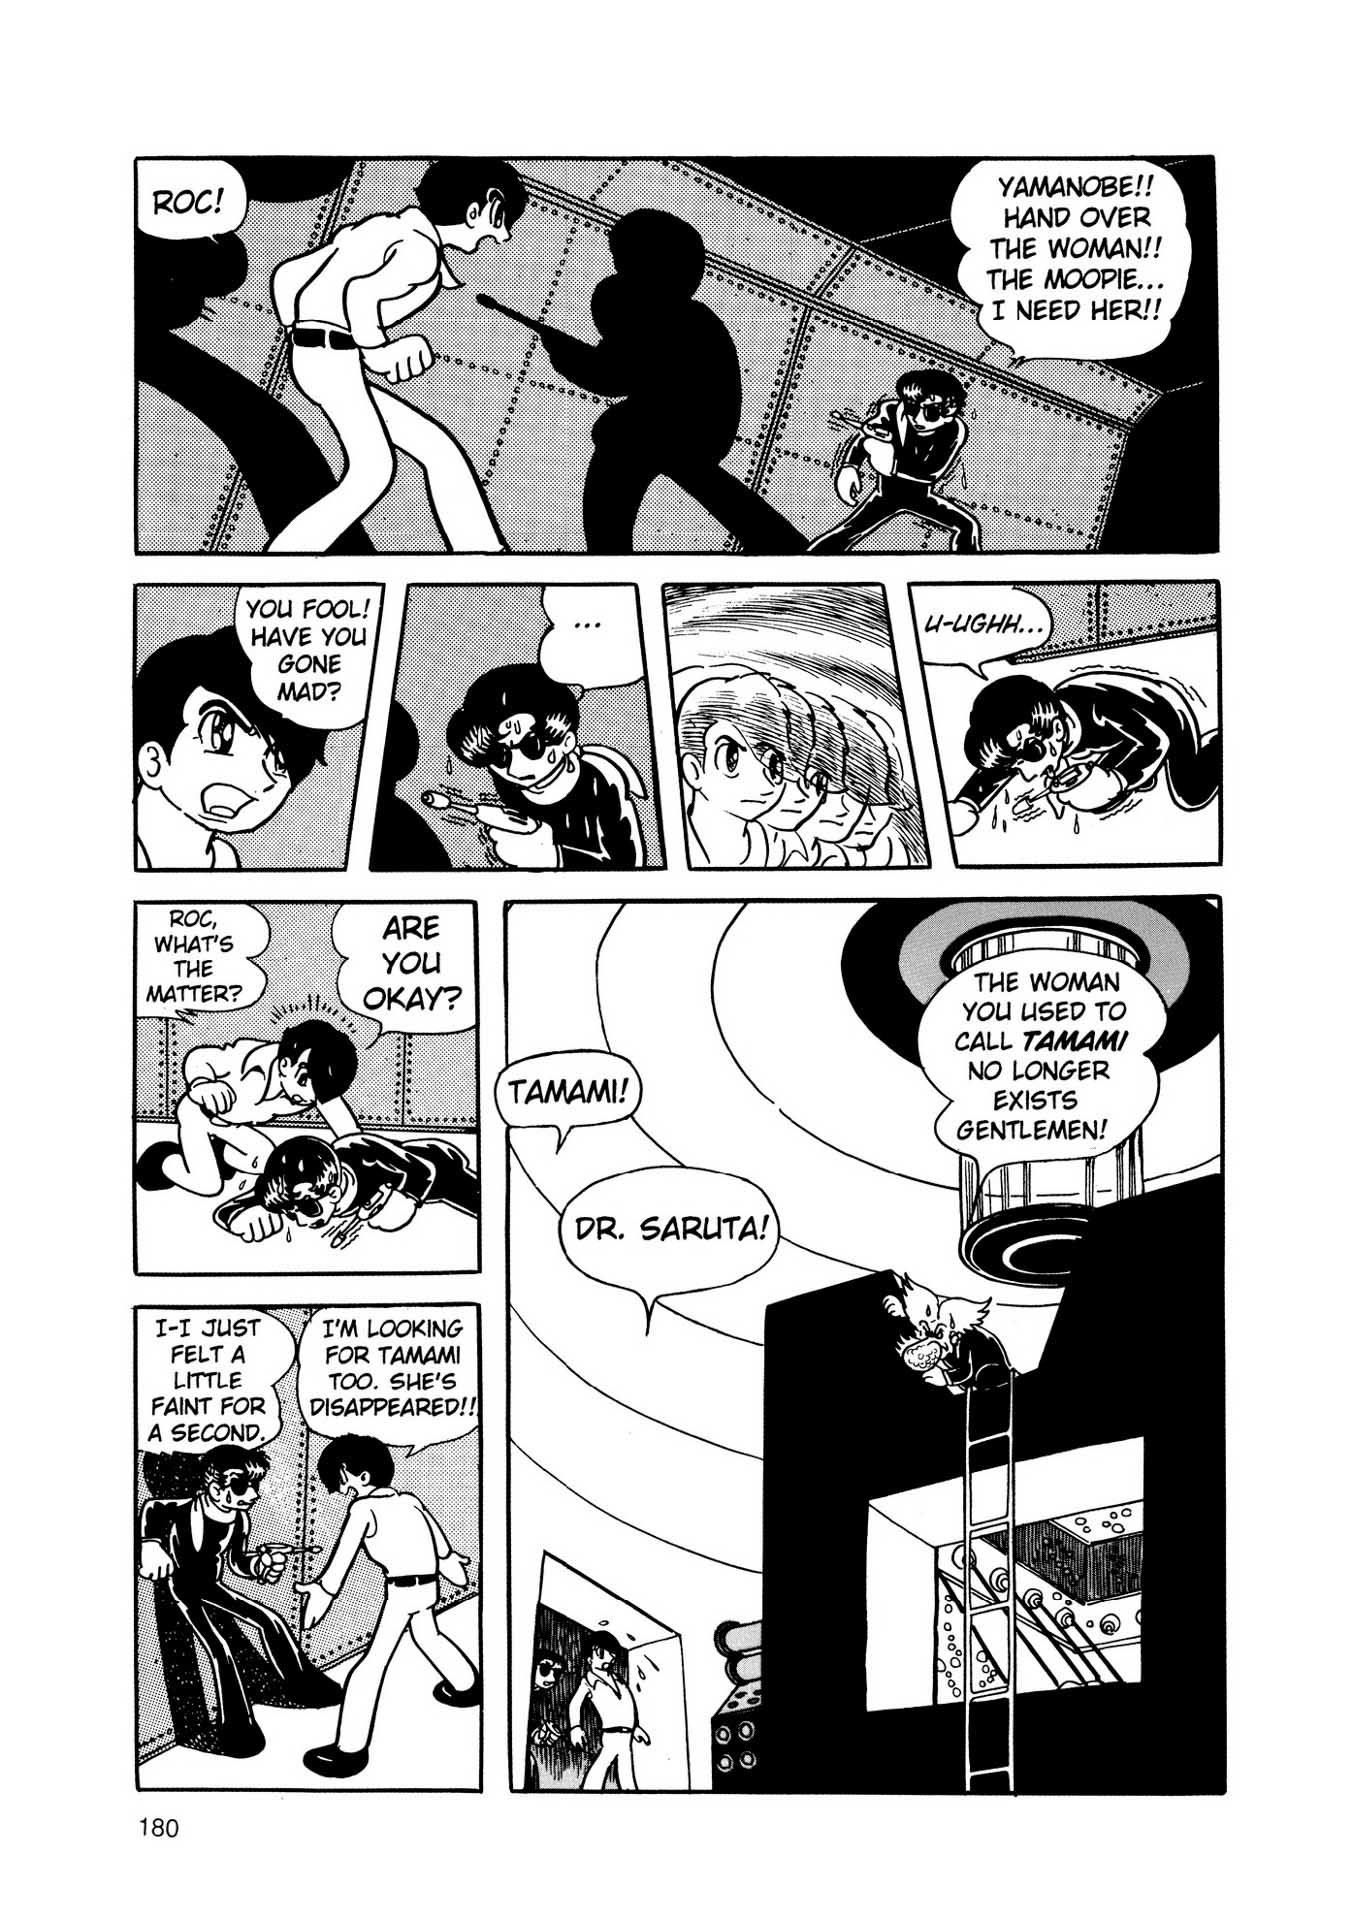 ROC!
YAMANOBE!!
HAND OVER
THE WOMAN!!
THE MOOPIE...
I NEED HER!!
YOU FOOL!
HAVE YOU
GONE
MAD?
...
U-UGHH...
ROC,
WHAT'S
THE
MATTER?
ARE
YOU
OKAY?
I-I JUST
FELT A
LITTLE
FAINT FOR
A SECOND.
I'M LOOKING
FOR TAMAMI
TOO. SHE'S
DISAPPEARED!!
TAMAMI!
DR. SARUTA!
THE WOMAN
YOU USED TO
CALL TAMAMI
NO LONGER
EXISTS
GENTLEMEN!
180